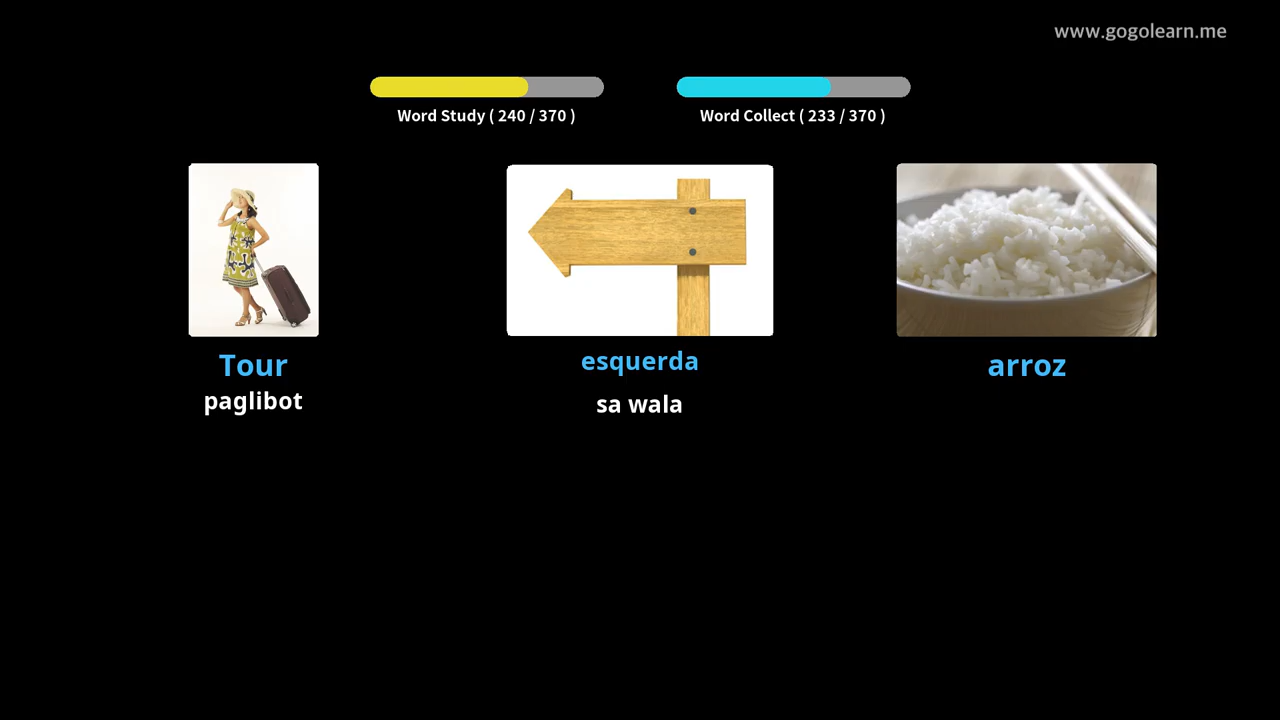 www.gogolearn.me
Word Study ( 240 / 370 )
Word Collect ( 233 / 370 )
Tour
paglibot
esquerda
sa wala
arroz